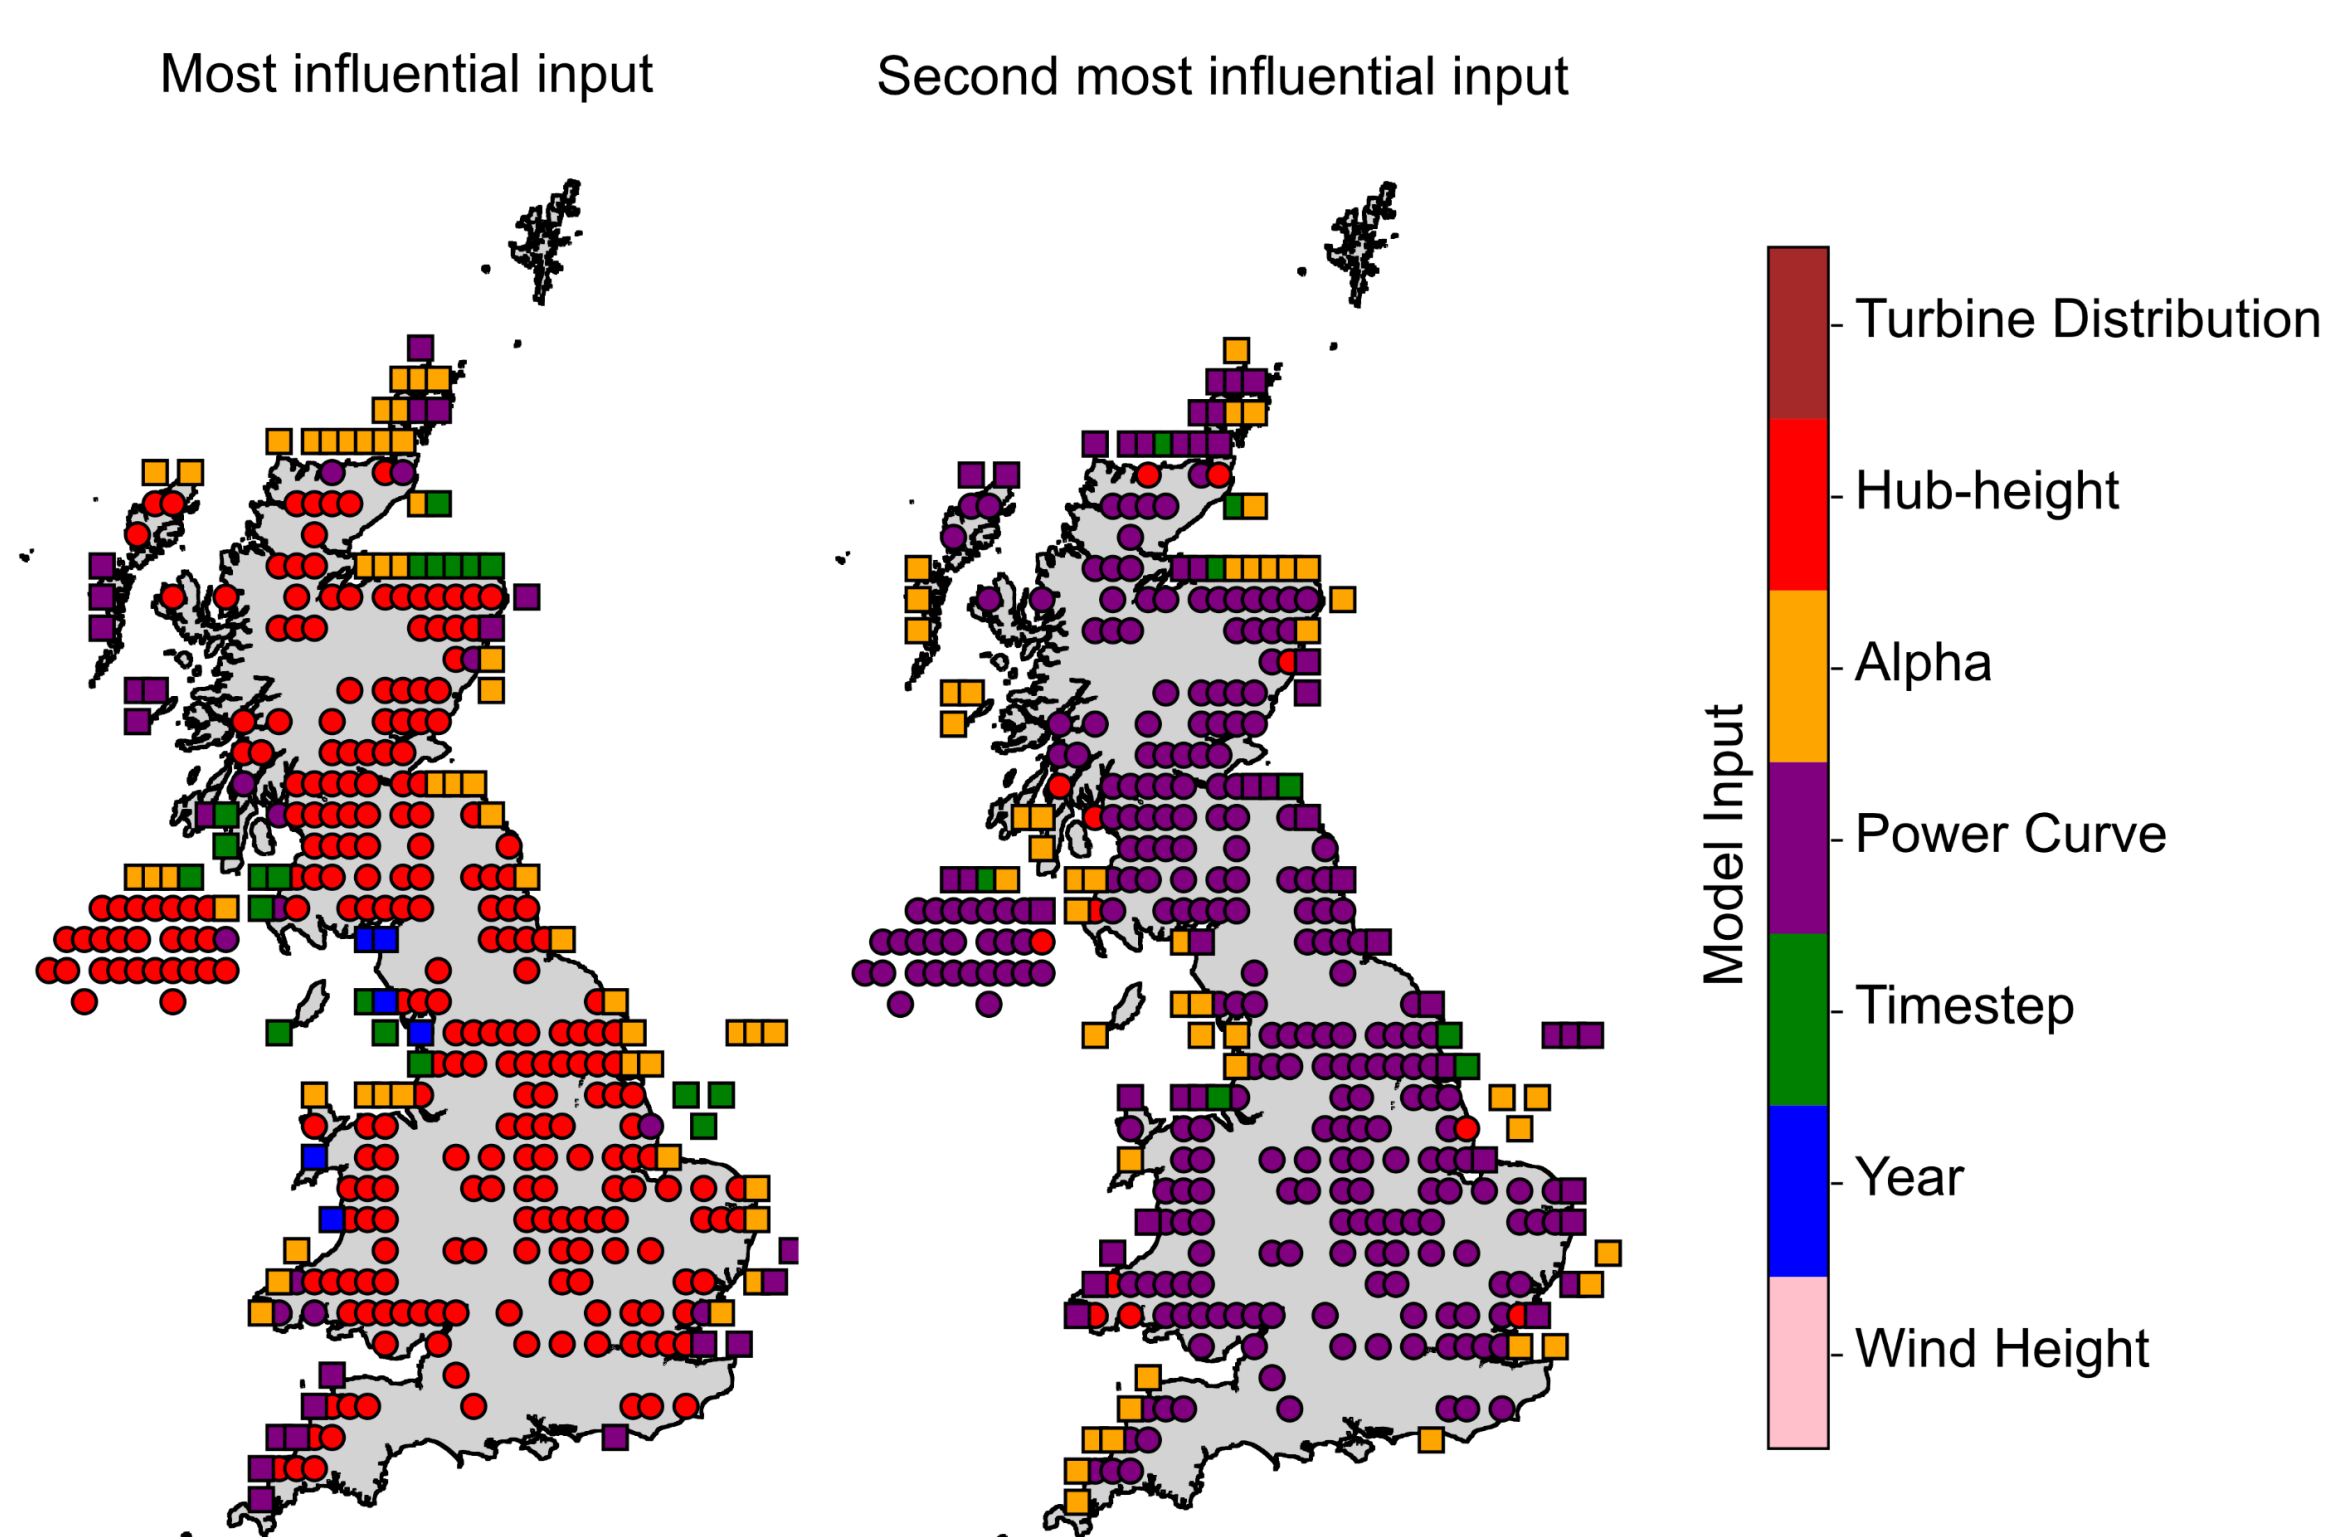 Most influential input
Second most influential input
Turbine Distribution
Hub-height
Alpha
Power Curve
Timestep
Year
Wind Height
Model Input